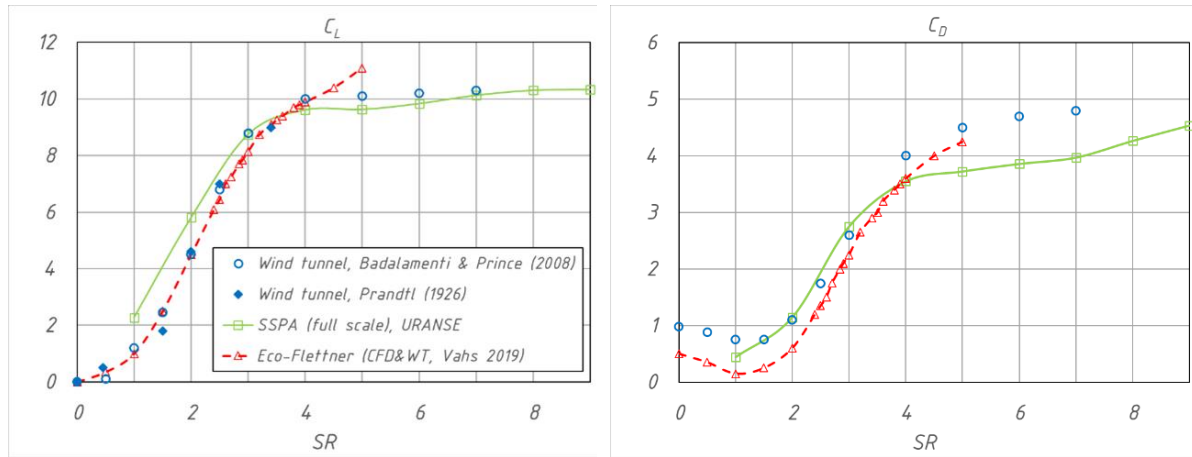 C_L
12
10
8
6
4
2
0
0 2 4 6 8
SR
Wind tunnel, Badalamenti & Prince (2008)
Wind tunnel, Prandtl (1926)
SSPA (full scale), URANSE
Eco-Flettner (CFD&WT, Vahs 2019)
C_D
6
5
4
3
2
1
0
0 2 4 6 8
SR